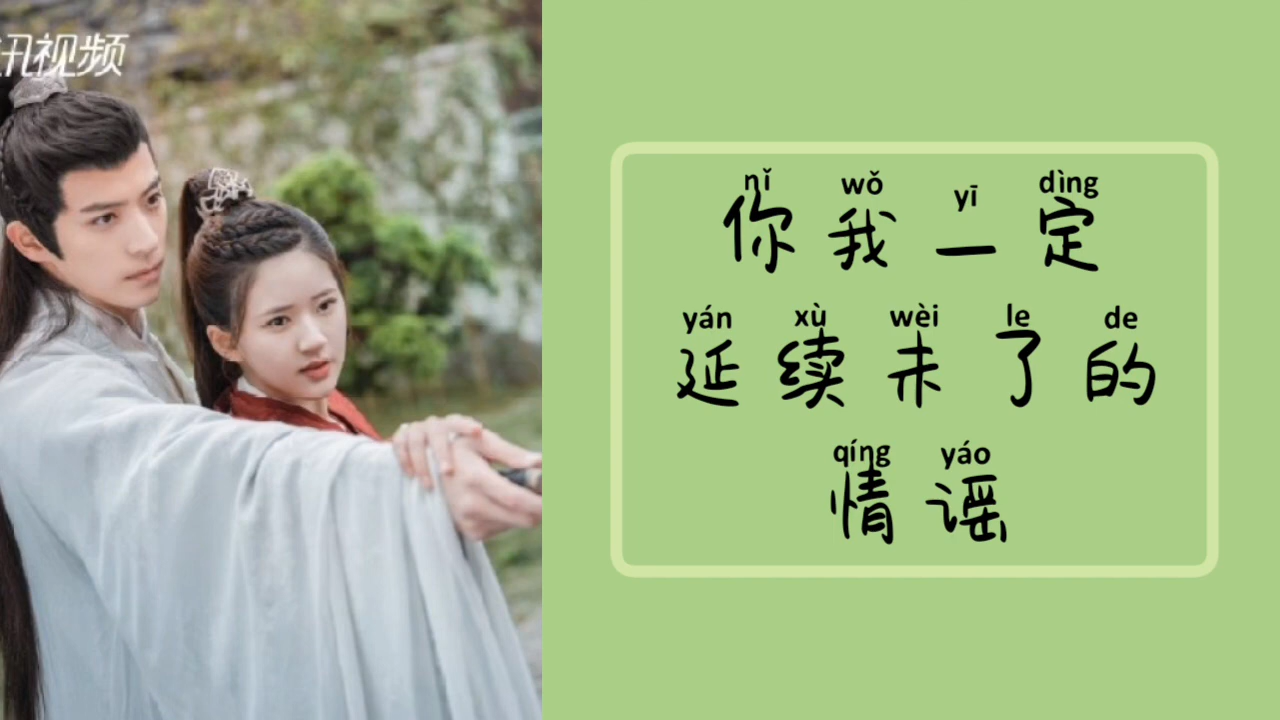 讯视频
nǐ wǒ yī dìng
你我一定
yán xù wèi le de
延续未了的
qíng yáo
情谣